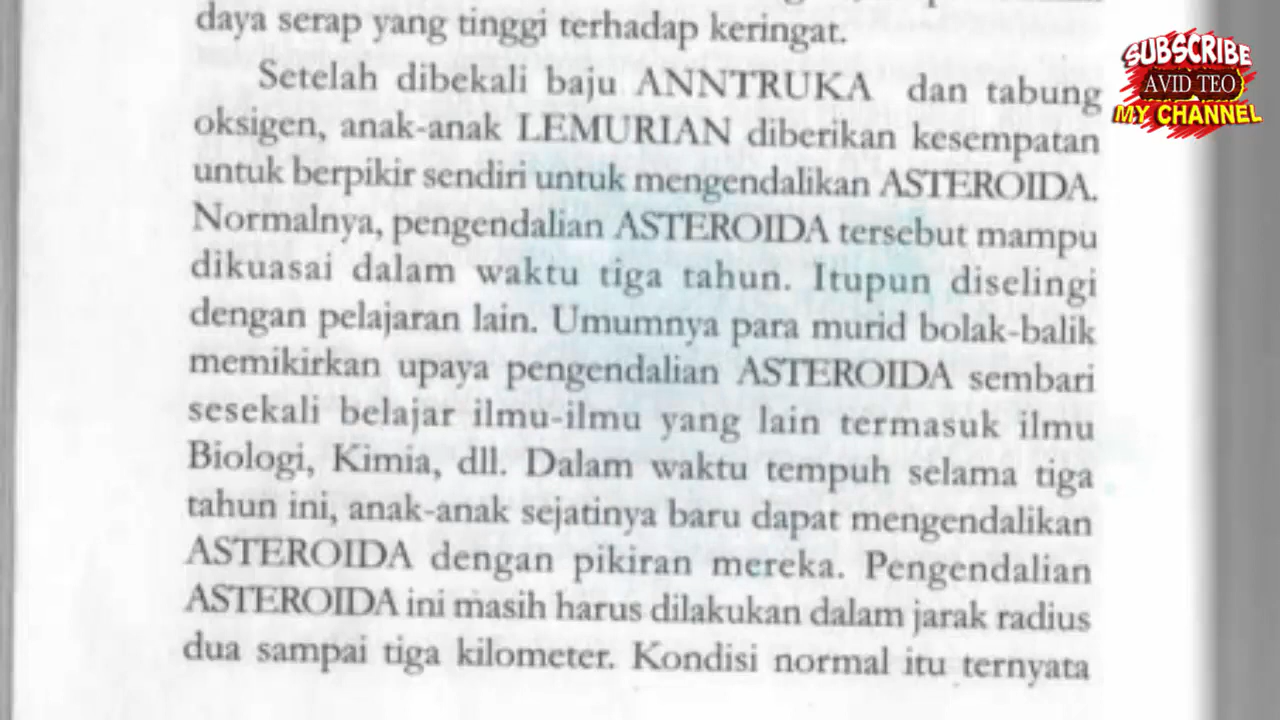 daya serap yang tinggi terhadap keringat.
Setelah dibekali baju ANNTRUKA dan tabung
oksigen, anak-anak LEMURIAN diberikan kesempatan
untuk berpikir sendiri untuk mengendalikan ASTEROIDA.
Normalnya, pengendalian ASTEROIDA tersebut mampu
dikuasai dalam waktu tiga tahun. Itupun diselingi
dengan pelajaran lain. Umumnya para murid bolak-balik
memikirkan upaya pengendalian ASTEROIDA sembari
sesekali belajar ilmu-ilmu yang lain termasuk ilmu
Biologi, Kimia, dll. Dalam waktu tempuh selama tiga
tahun ini, anak-anak sejatinya baru dapat mengendalikan
ASTEROIDA dengan pikiran mereka. Pengendalian
ASTEROIDA ini masih harus dilakukan dalam jarak radius
dua sampai tiga kilometer. Kondisi normal itu ternyata
SUBSCRIBE
AVID TEO
MY CHANNEL